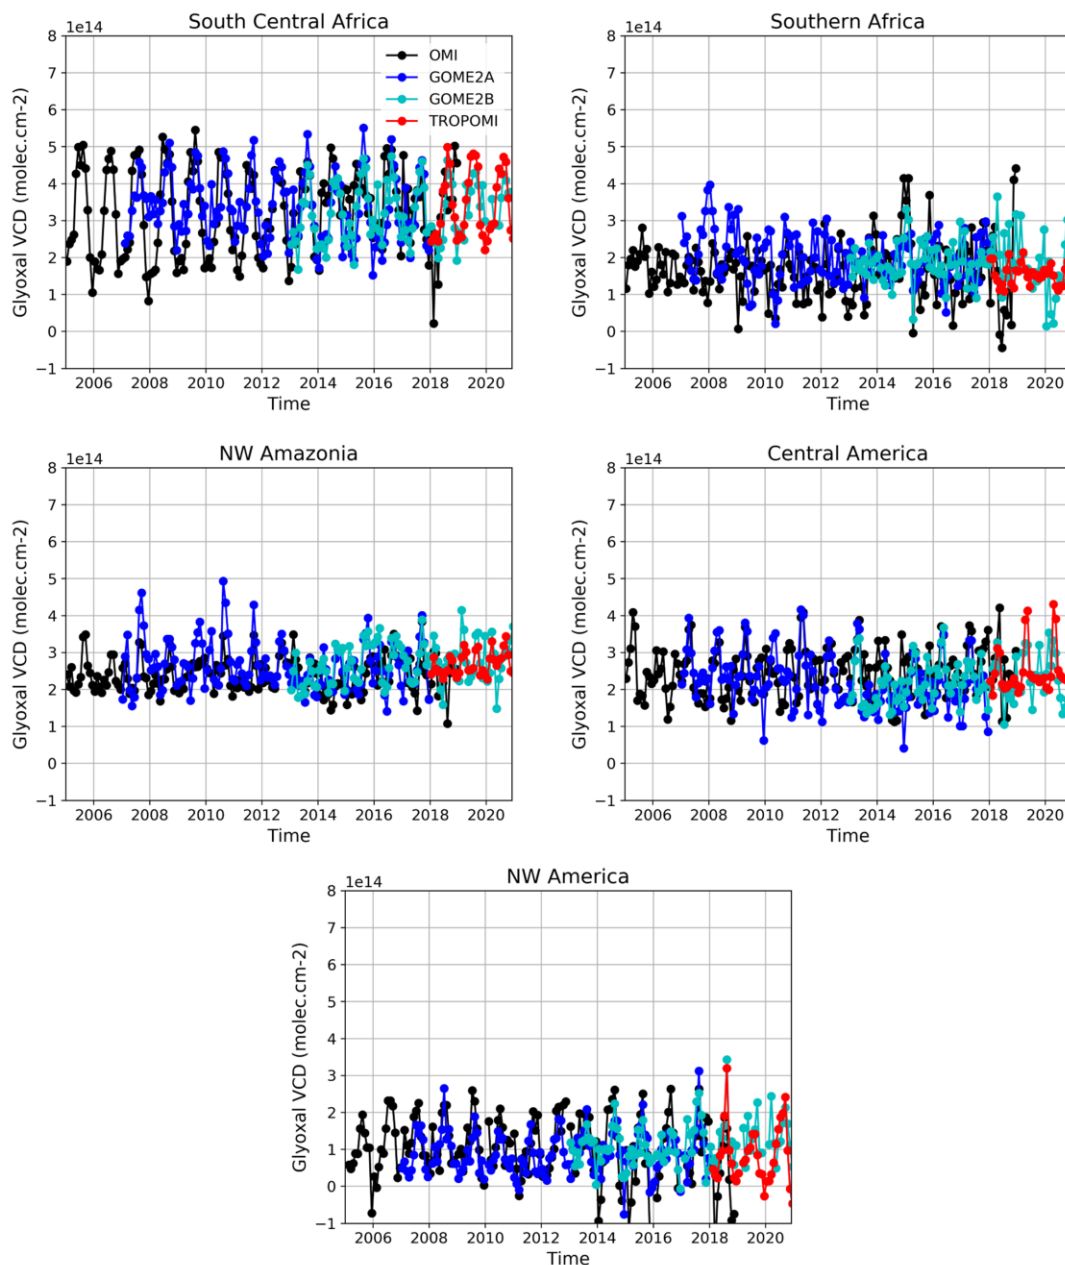 South Central Africa
1e14
8
7
6
5
4
3
2
1
0
−1
Glyoxal VCD (molec.cm-2)
OMI
GOME2A
GOME2B
TROPOMI
2006 2008 2010 2012 2014 2016 2018 2020
Time
Southern Africa
1e14
8
7
6
5
4
3
2
1
0
−1
Glyoxal VCD (molec.cm-2)
2006 2008 2010 2012 2014 2016 2018 2020
Time
NW Amazonia
1e14
8
7
6
5
4
3
2
1
0
−1
Glyoxal VCD (molec.cm-2)
2006 2008 2010 2012 2014 2016 2018 2020
Time
Central America
1e14
8
7
6
5
4
3
2
1
0
−1
Glyoxal VCD (molec.cm-2)
2006 2008 2010 2012 2014 2016 2018 2020
Time
NW America
1e14
8
7
6
5
4
3
2
1
0
−1
Glyoxal VCD (molec.cm-2)
2006 2008 2010 2012 2014 2016 2018 2020
Time